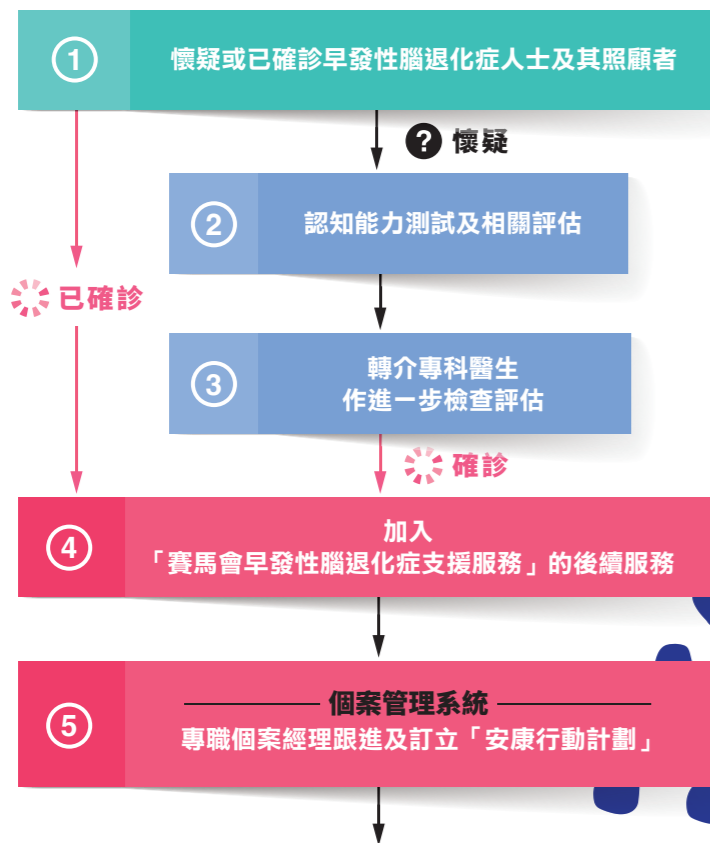 1
懷疑或已確診早發性腦退化症人士及其照顧者
? 懷疑
2
認知能力測試及相關評估
已確診
3
轉介專科醫生
作進一步檢查評估
確診
4
加入
「賽馬會早發性腦退化症支援服務」的後續服務
5
個案管理系統
專職個案經理跟進及訂立「安康行動計劃」